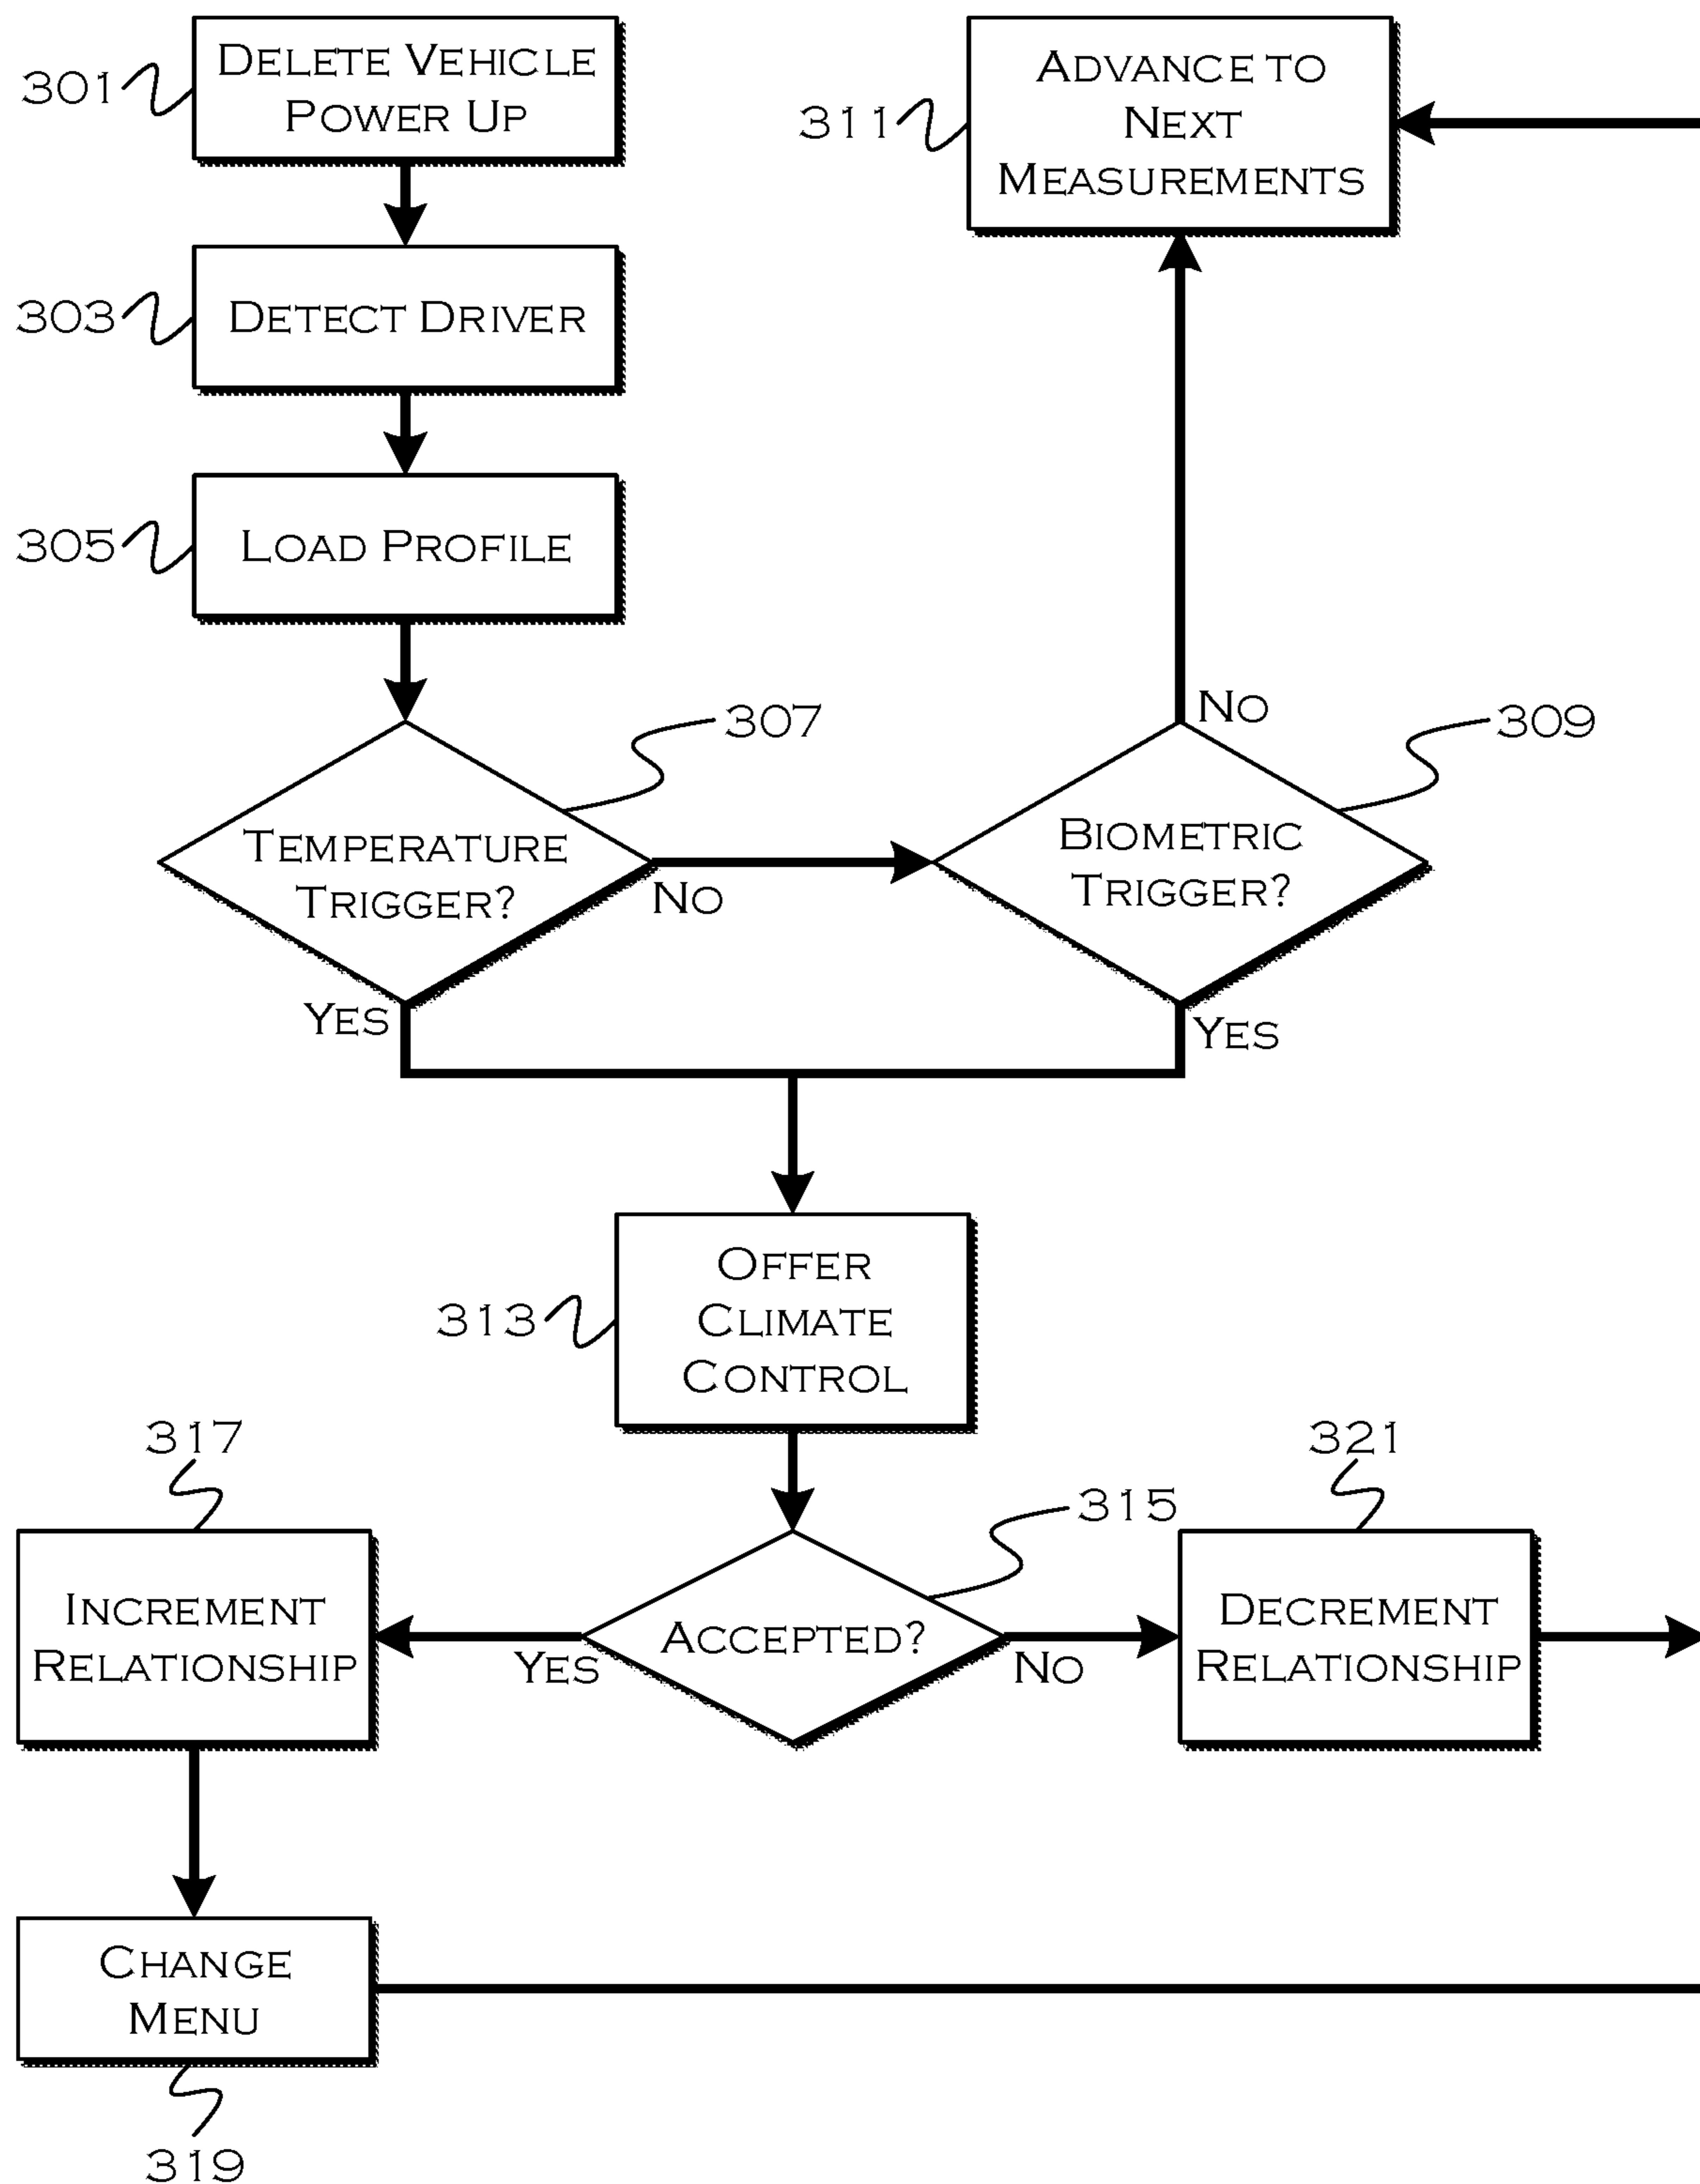 301
DELETE VEHICLE
POWER UP
303
DETECT DRIVER
305
LOAD PROFILE
307
TEMPERATURE
TRIGGER?
NO
YES
309
BIOMETRIC
TRIGGER?
NO
YES
311
ADVANCE TO
NEXT
MEASUREMENTS
313
OFFER
CLIMATE
CONTROL
315
ACCEPTED?
YES
NO
317
INCREMENT
RELATIONSHIP
321
DECREMENT
RELATIONSHIP
CHANGE
MENU
319